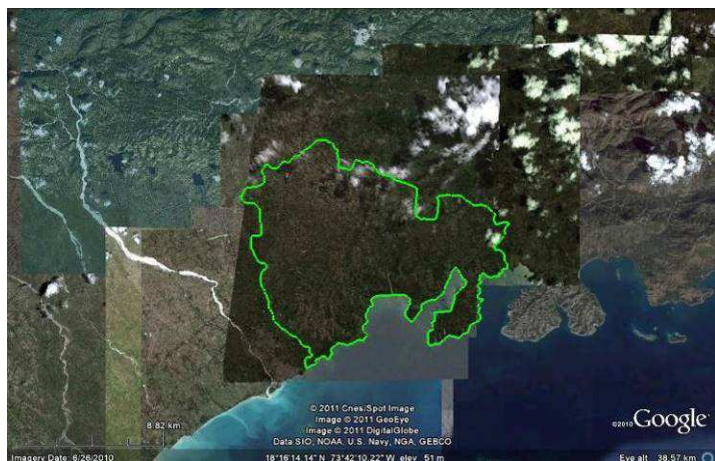 8.82 km
© 2011 Cnes/Spot Image
Image © 2011 GeoEye
Image © 2011 DigitalGlobe
Data SIO, NOAA, U.S. Navy, NGA, GEBCO
©2010 Google
Imagery Date: 6/26/2010 18°16'14.14" N 73°42'10.22" W elev 51 m Eye alt 38.57 km